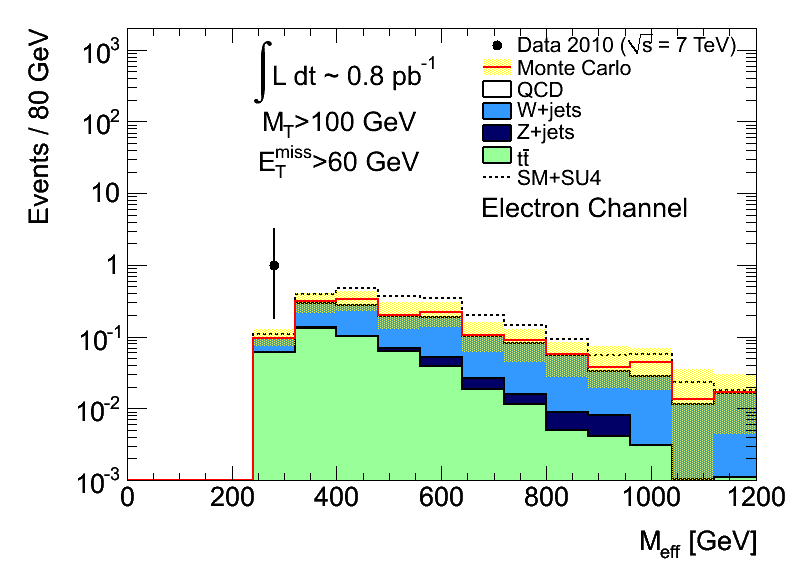 Events / 80 GeV
10³
10²
10
1
10⁻¹
10⁻²
10⁻³
0 200 400 600 800 1000 1200
M_eff [GeV]
∫L dt ~ 0.8 pb⁻¹
M_T>100 GeV
E_T^miss>60 GeV
Data 2010 (√s = 7 TeV)
Monte Carlo
QCD
W+jets
Z+jets
tt̄
SM+SU4
Electron Channel